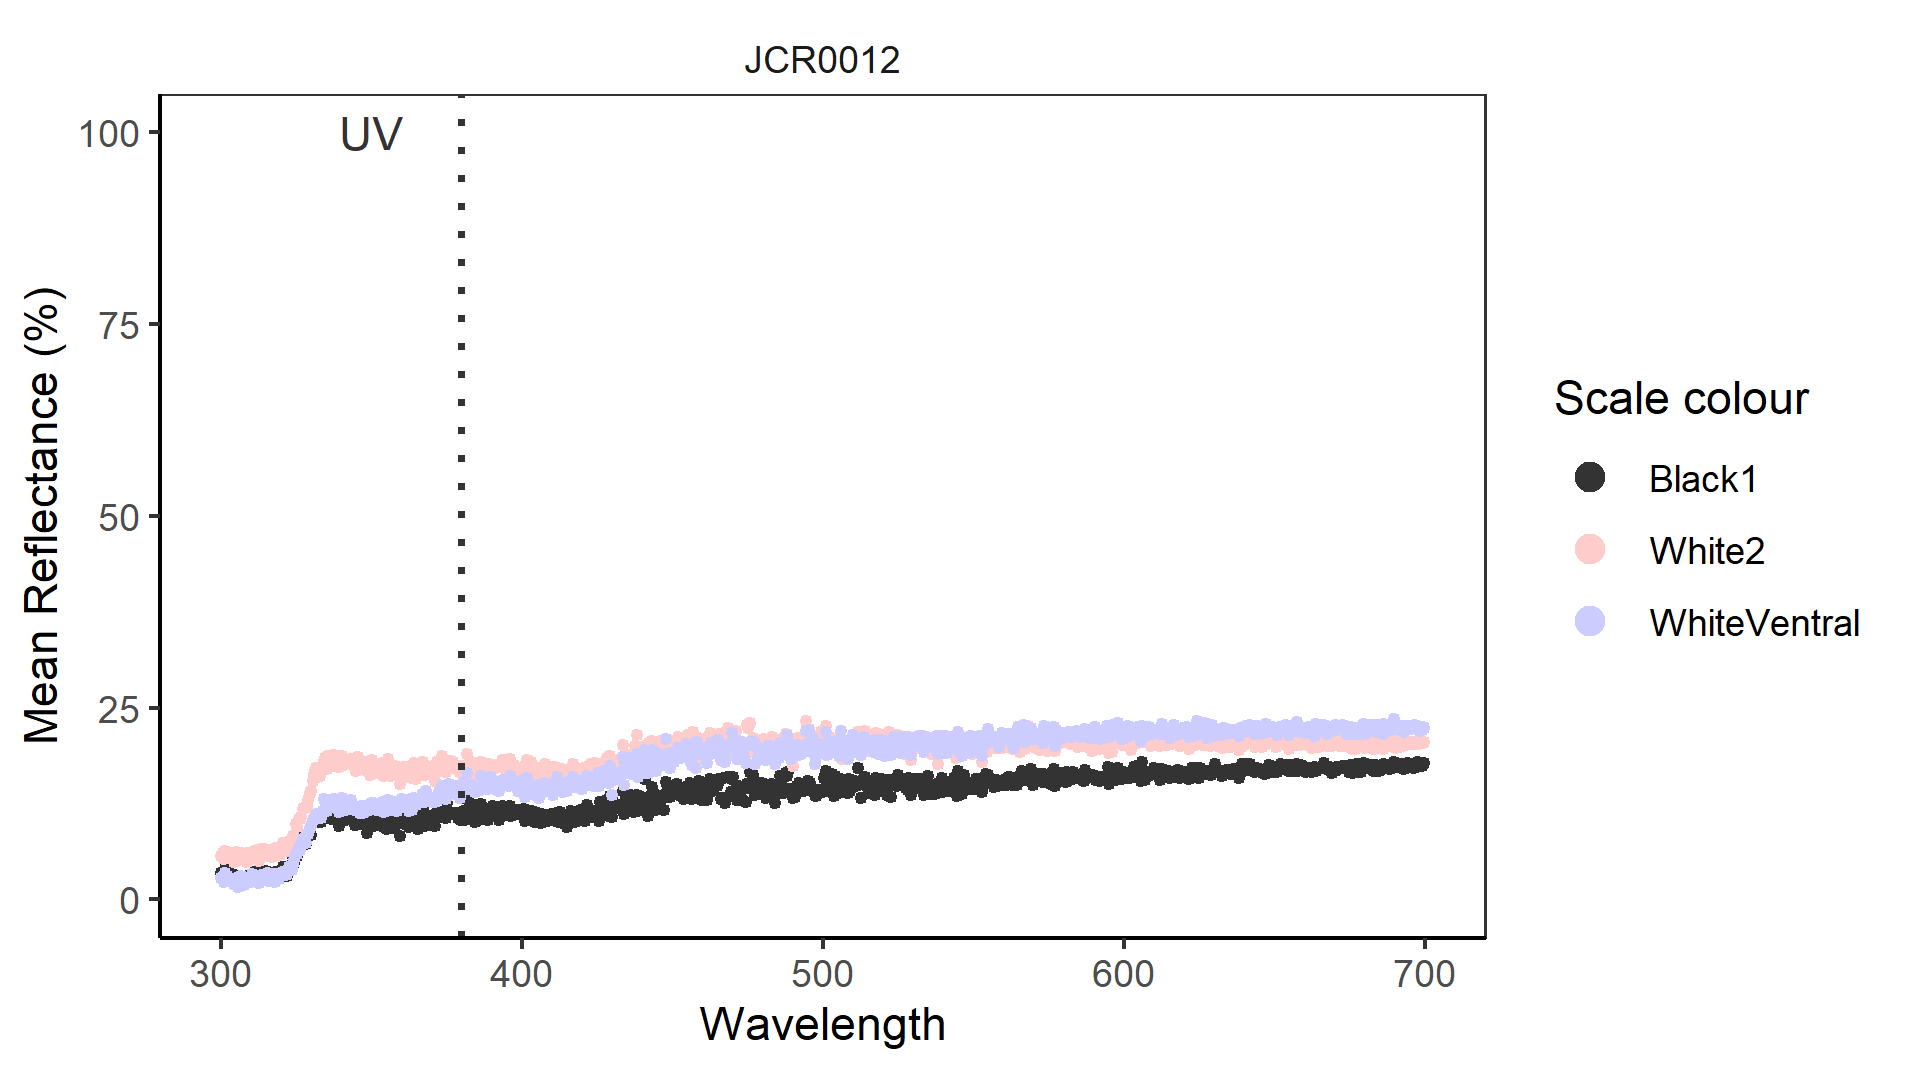 JCR0012
UV
100
75
50
25
0
Mean Reflectance (%)
300 400 500 600 700
Wavelength
Scale colour
Black1
White2
WhiteVentral